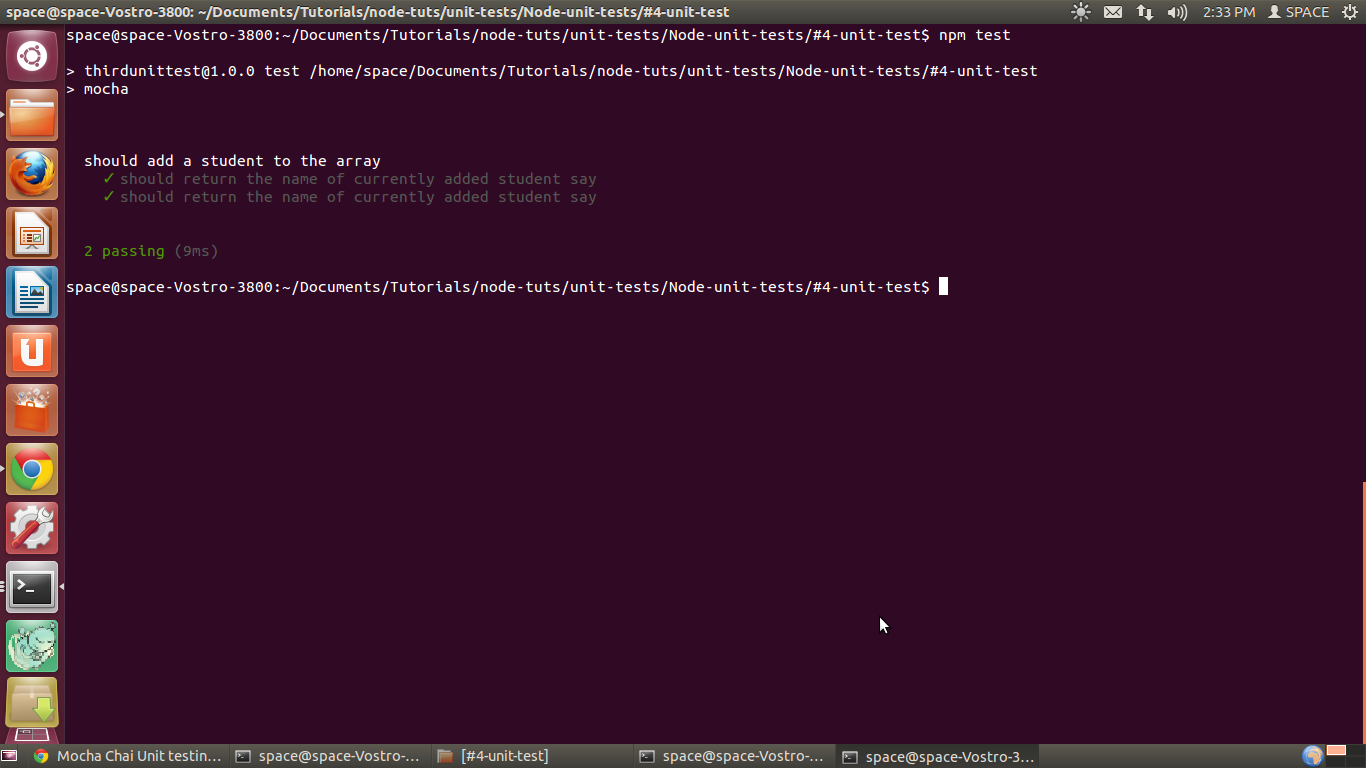 space@space-Vostro-3800: ~/Documents/Tutorials/node-tuts/unit-tests/Node-unit-tests/#4-unit-test
2:33 PM
SPACE
space@space-Vostro-3800:~/Documents/Tutorials/node-tuts/unit-tests/Node-unit-tests/#4-unit-test$ npm test
> thirdunittest@1.0.0 test /home/space/Documents/Tutorials/node-tuts/unit-tests/Node-unit-tests/#4-unit-test
> mocha
should add a student to the array
✓ should return the name of currently added student say
✓ should return the name of currently added student say
2 passing (9ms)
space@space-Vostro-3800:~/Documents/Tutorials/node-tuts/unit-tests/Node-unit-tests/#4-unit-test$
Mocha Chai Unit testin...
space@space-Vostro-...
[#4-unit-test]
space@space-Vostro-...
space@space-Vostro-3...